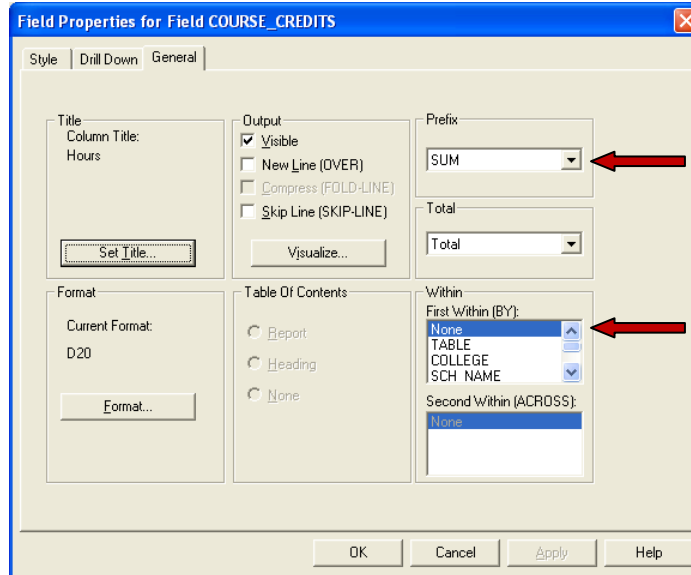 Field Properties for Field COURSE_CREDITS
Style
Drill Down
General
Title
Column Title:
Hours
Set Title...
Output
Visible
New Line (OVER)
Compress (FOLD-LINE)
Skip Line (SKIP-LINE)
Visualize...
Prefix
SUM
Total
Total
Format
Current Format:
D20
Format...
Table Of Contents
Report
Heading
None
Within
First Within (BY):
None
TABLE
COLLEGE
SCH NAME
Second Within (ACROSS):
None
OK
Cancel
Apply
Help